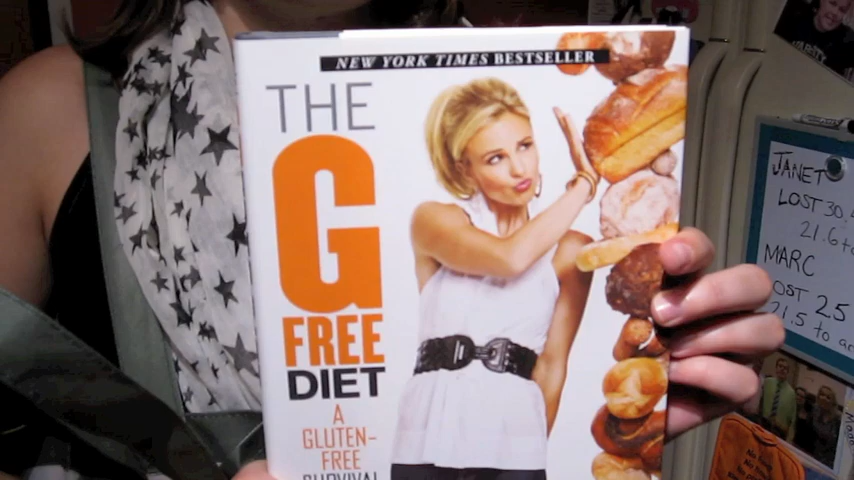 NEW YORK TIMES BESTSELLER
THE
G
FREE
DIET
A
GLUTEN-
FREE
SURVIVAL
JANET
LOST 30.
21.6 to
MARC
OST 25
21.5 to